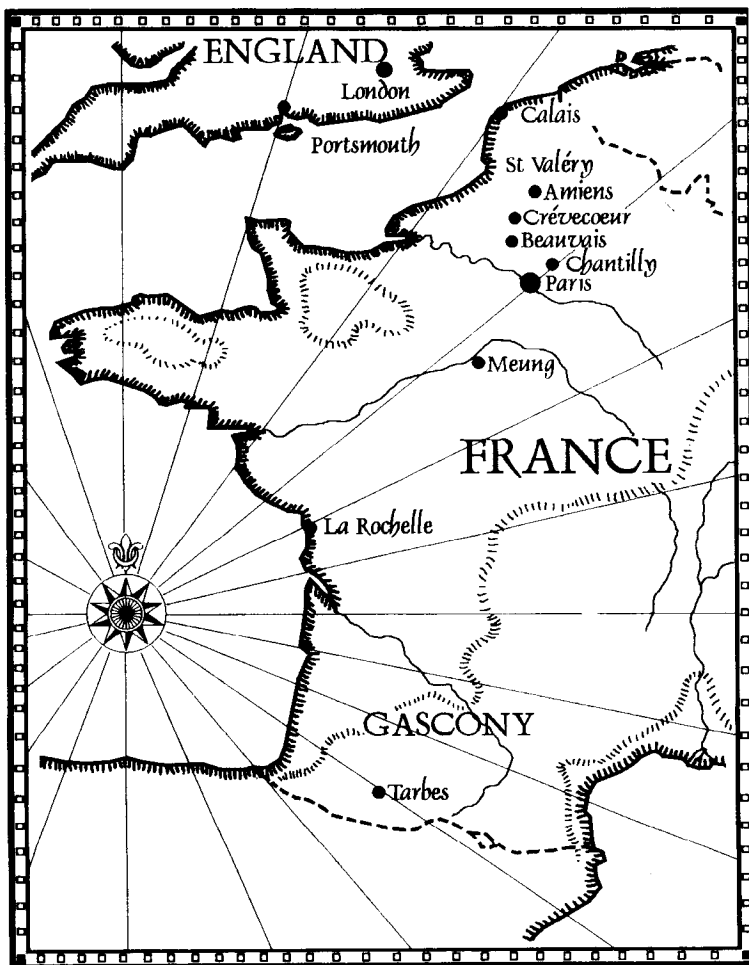 ENGLAND
London
Portsmouth
Calais
St Valéry
Amiens
Crévecoeur
Beauvais
Chantilly
Paris
Meung
FRANCE
La Rochelle
GASCONY
Tarbes